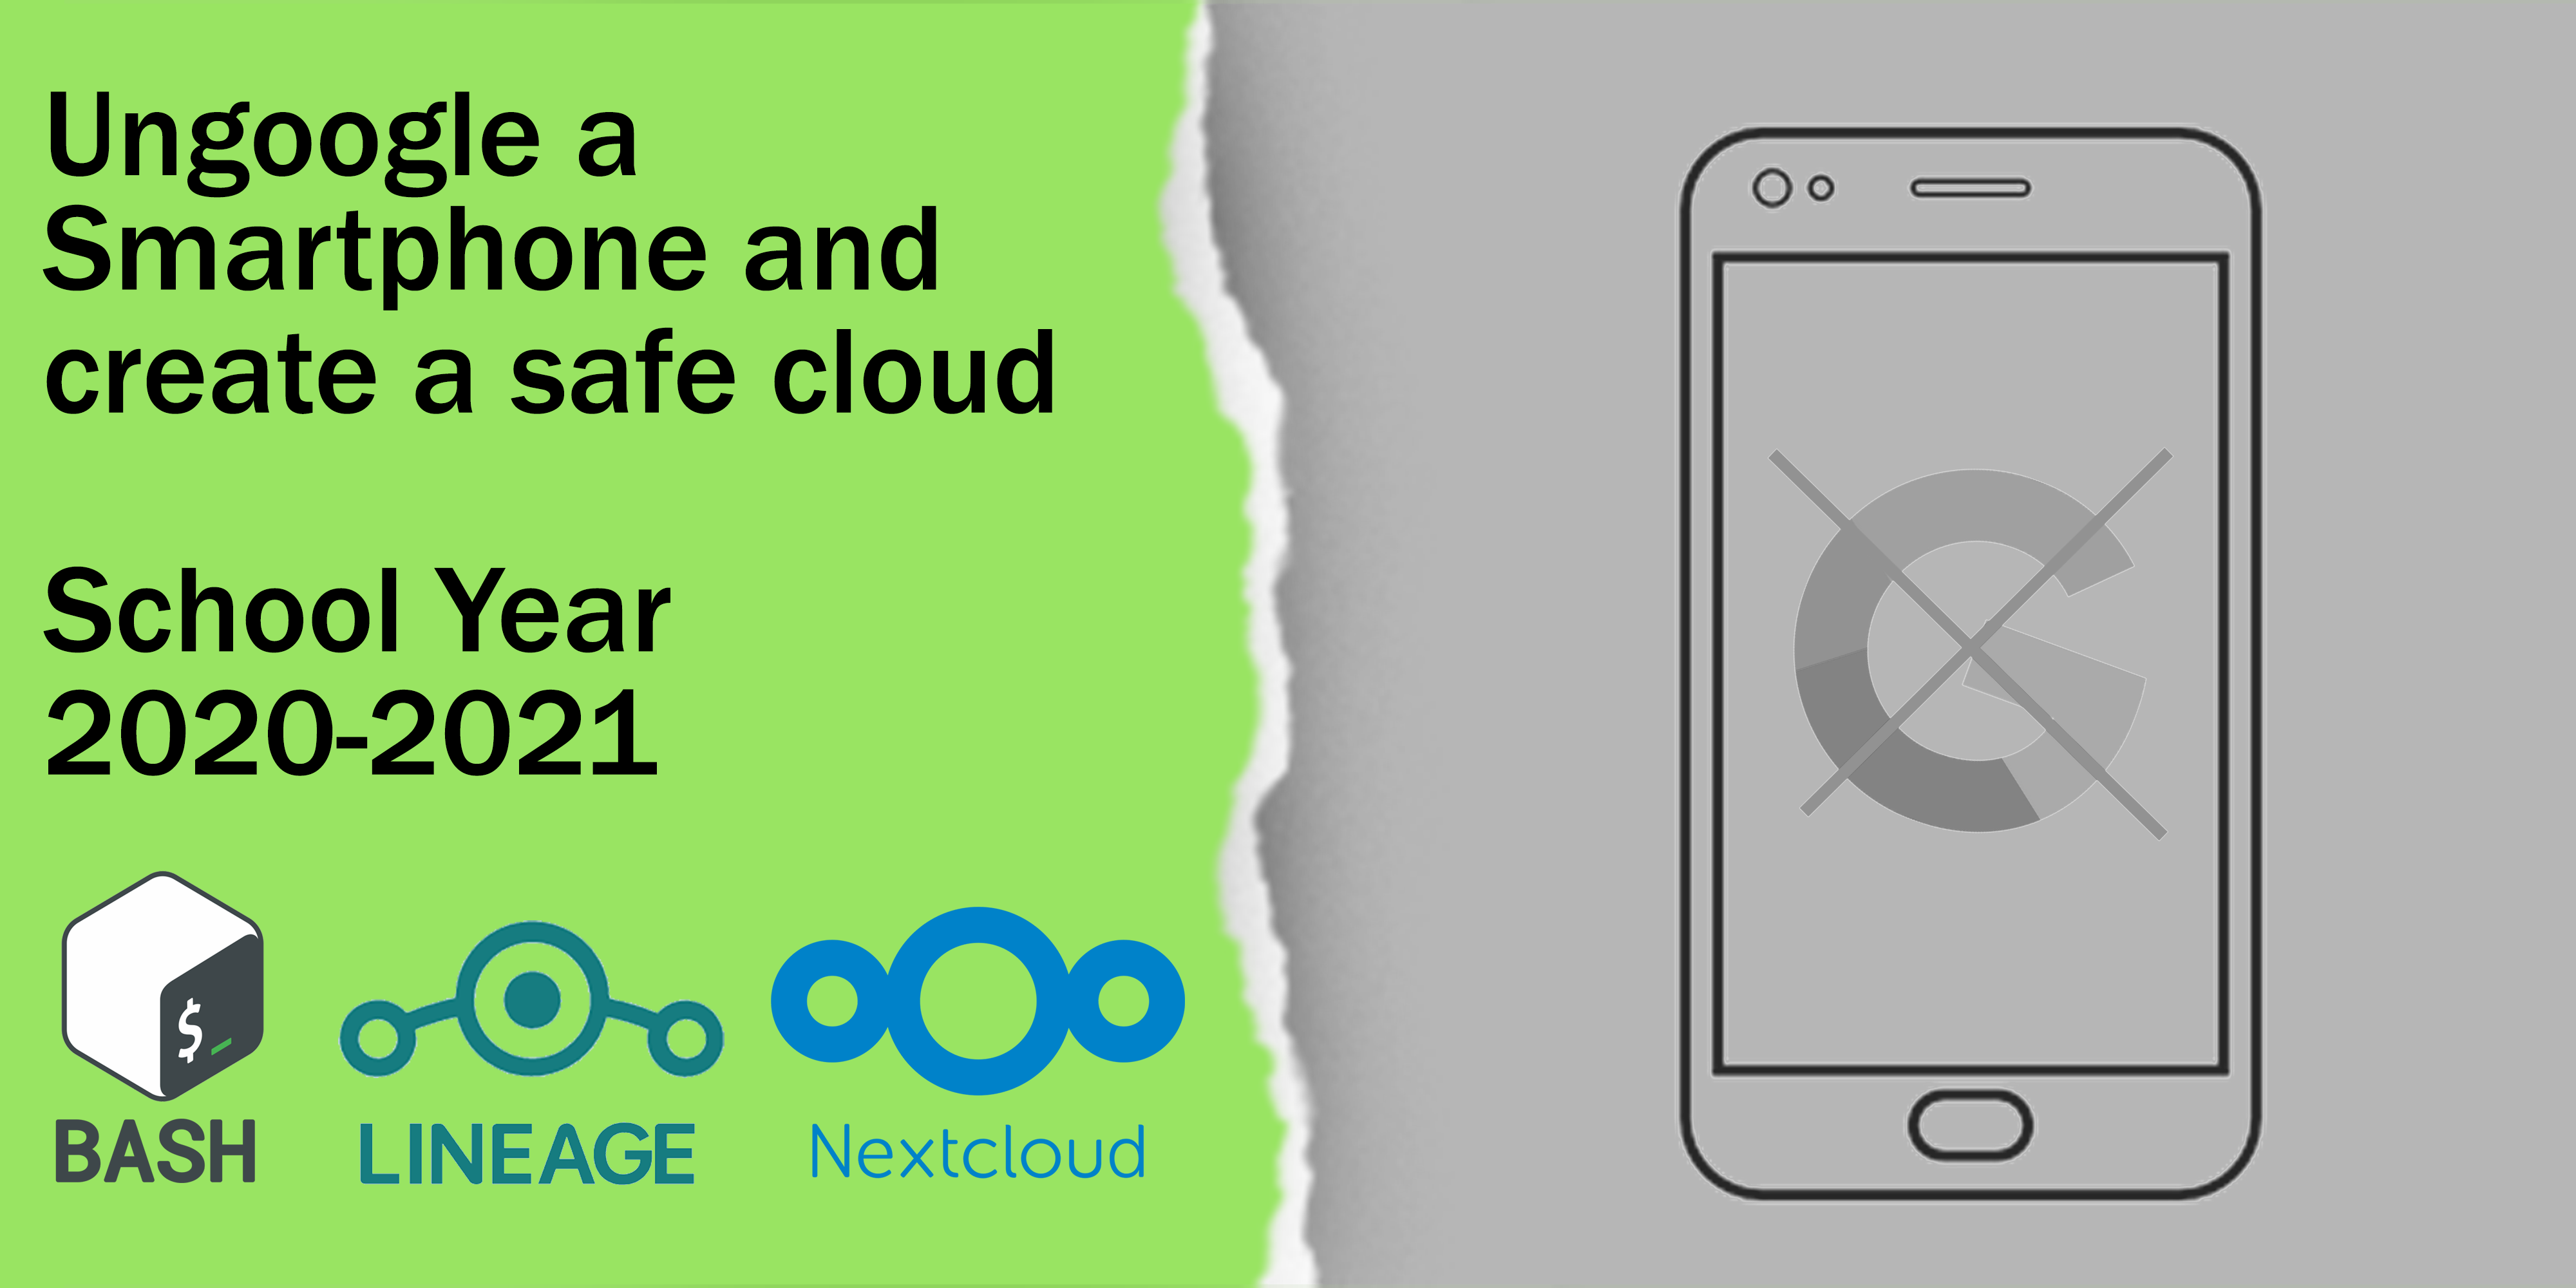 Ungoogle a
Smartphone and
create a safe cloud
School Year
2020-2021
$_
BASH
LINEAGE
Nextcloud